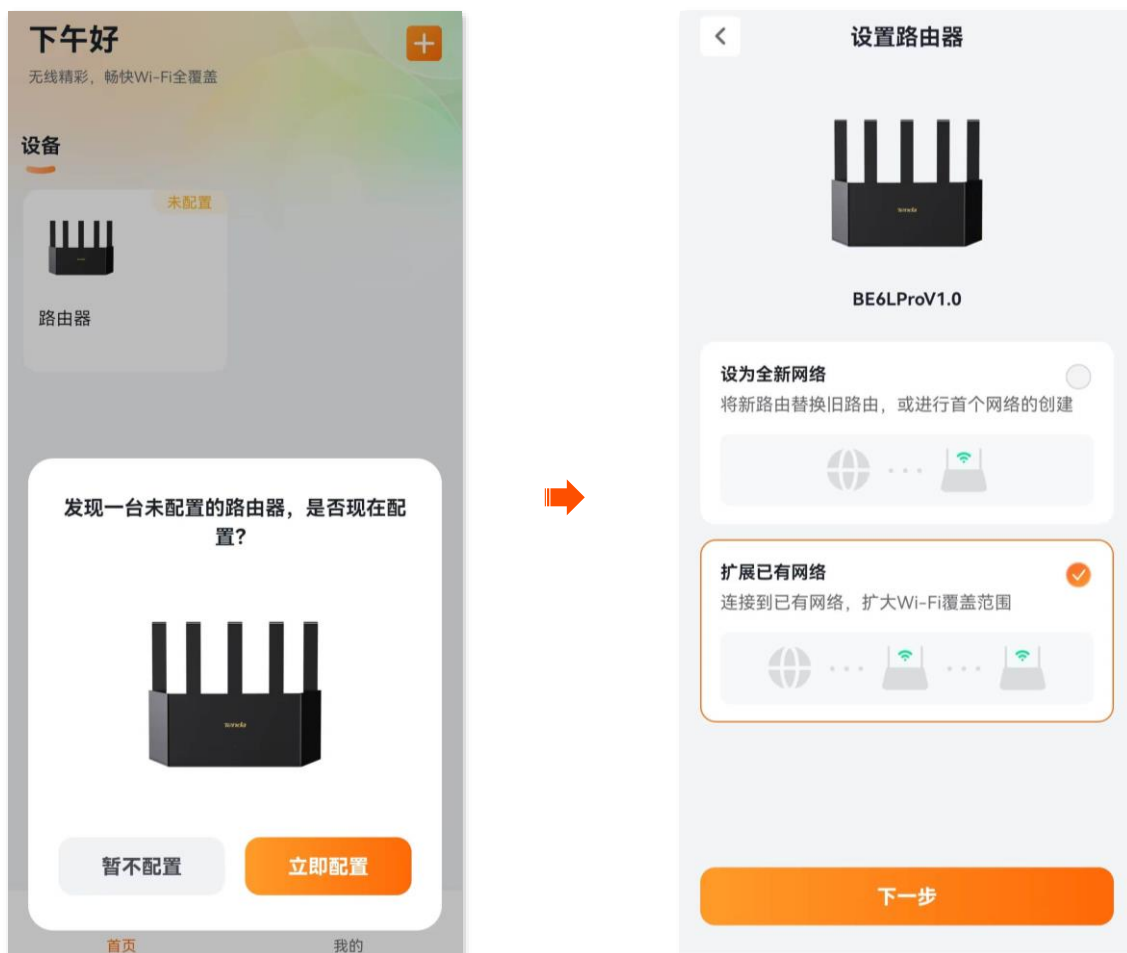 下午好
无线精彩，畅快Wi-Fi全覆盖
设备
未配置
路由器
发现一台未配置的路由器，是否现在配
置？
暂不配置
立即配置
首页
我的
设置路由器
BE6LProV1.0
设为全新网络
将新路由替换旧路由，或进行首个网络的创建
扩展已有网络
连接到已有网络，扩大Wi-Fi覆盖范围
下一步